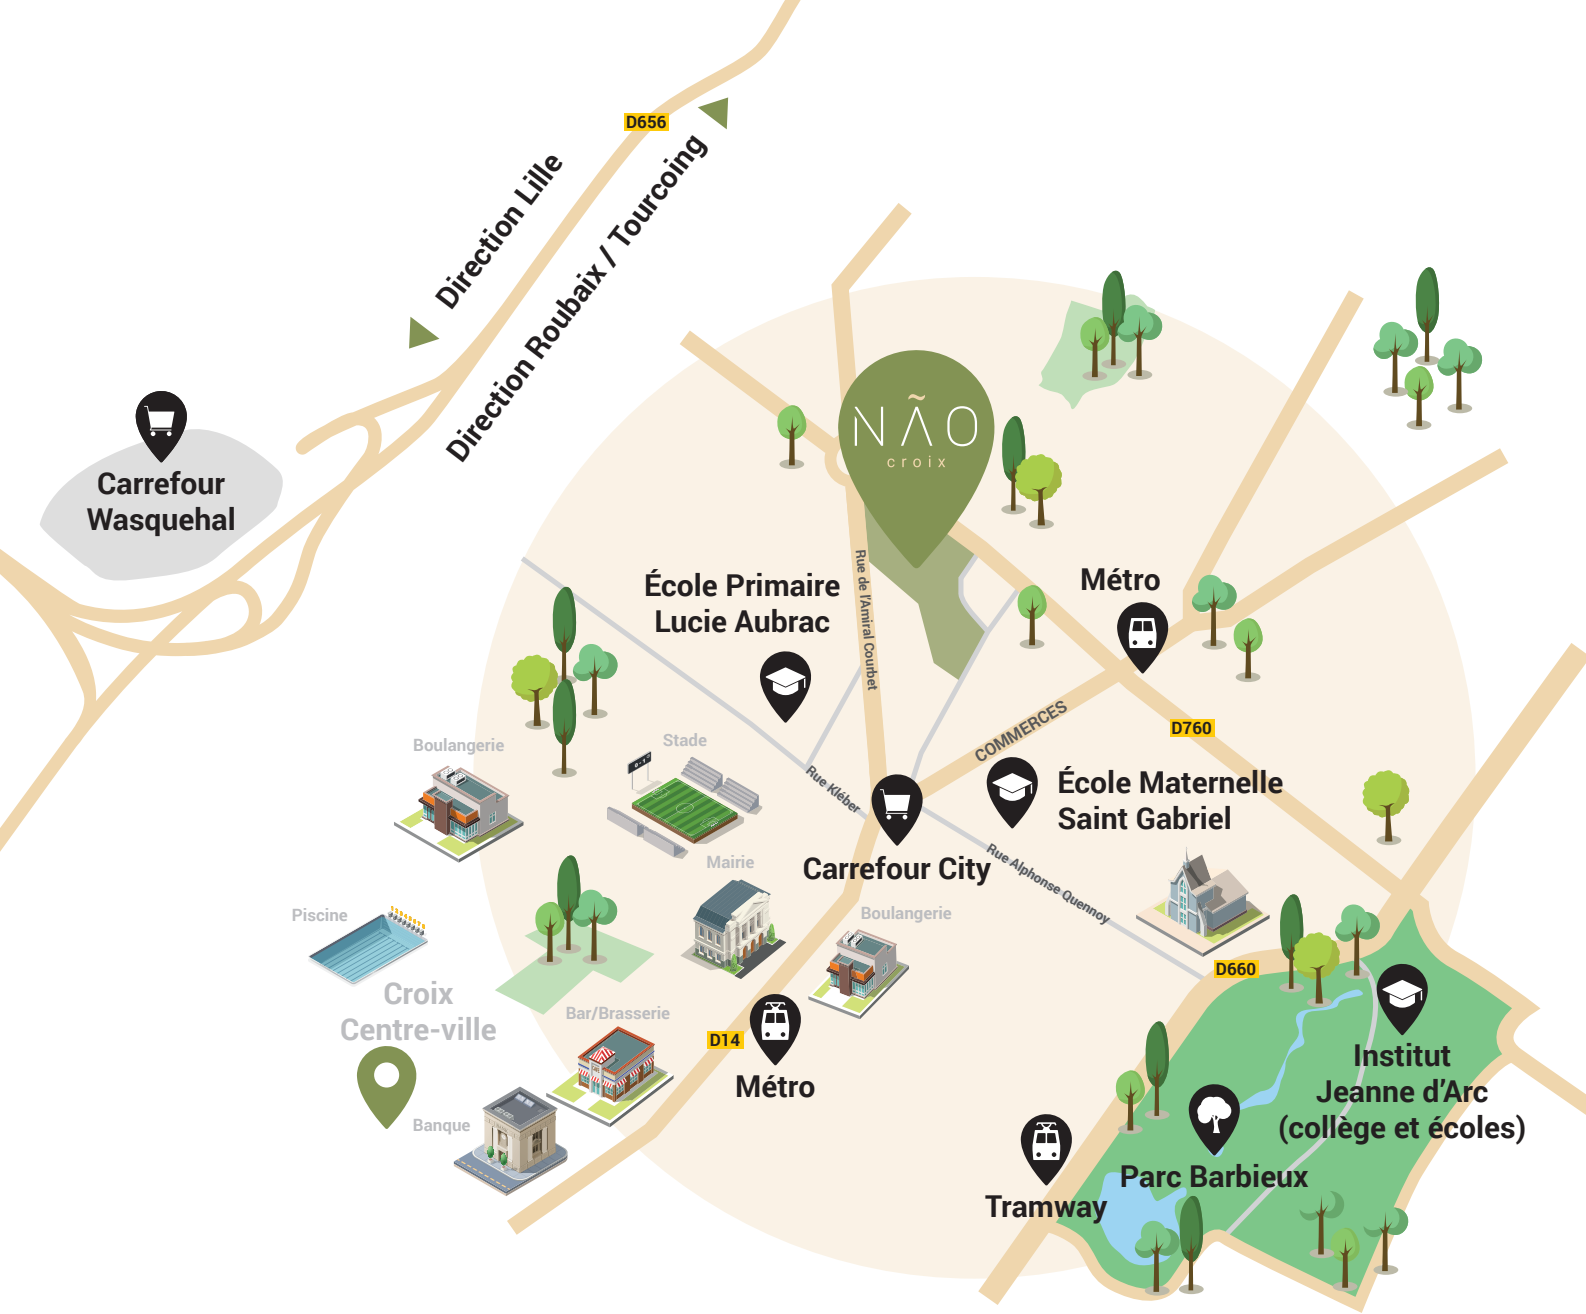 D656
Direction Lille
Direction Roubaix / Tourcoing
NÃO
croix
Carrefour
Wasquehal
École Primaire
Lucie Aubrac
Rue de l'Amiral Courbet
Métro
COMMERCES
D760
Boulangerie
Stade
Rue Kléber
École Maternelle
Saint Gabriel
Mairie
Carrefour City
Rue Alphonse Quennoy
Boulangerie
Piscine
D660
Croix
Centre-ville
Bar/Brasserie
D14
Métro
Institut
Jeanne d'Arc
(collège et écoles)
Banque
Parc Barbieux
Tramway